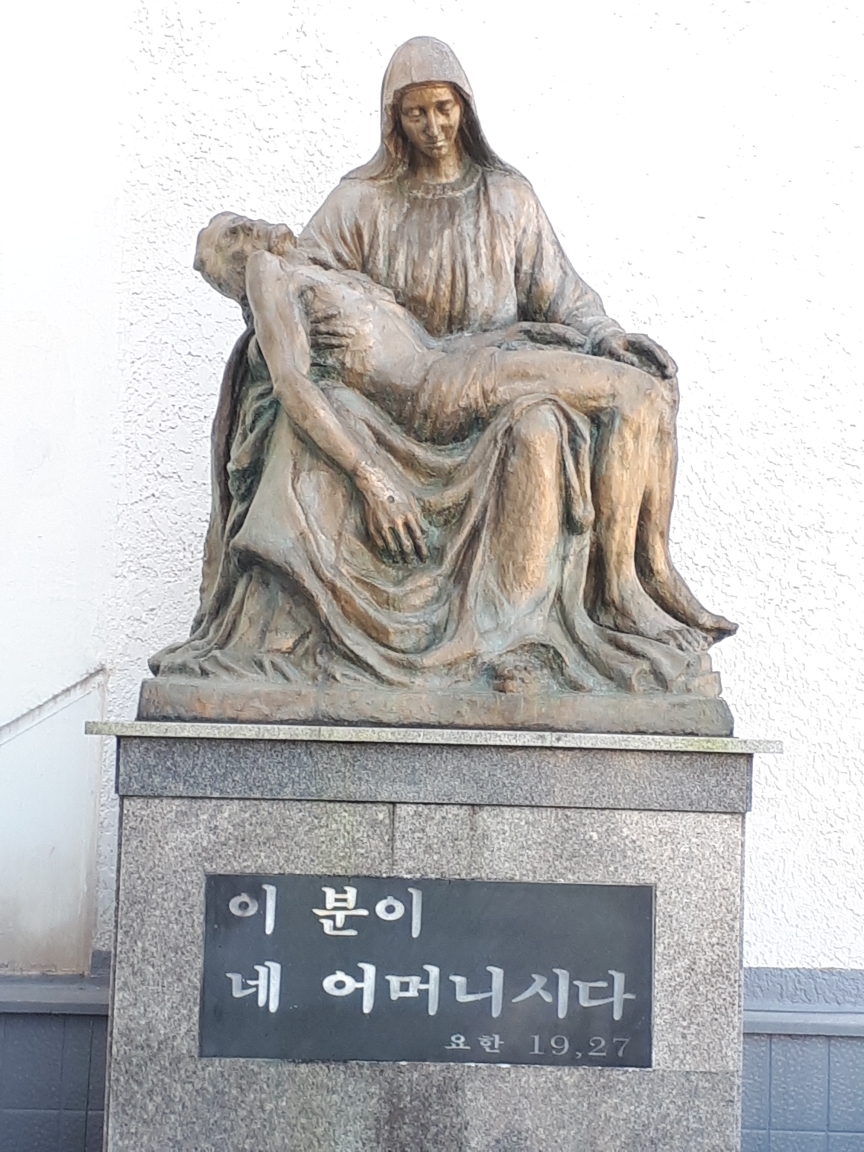 이 분이
네 어머니시다
요한 19,27